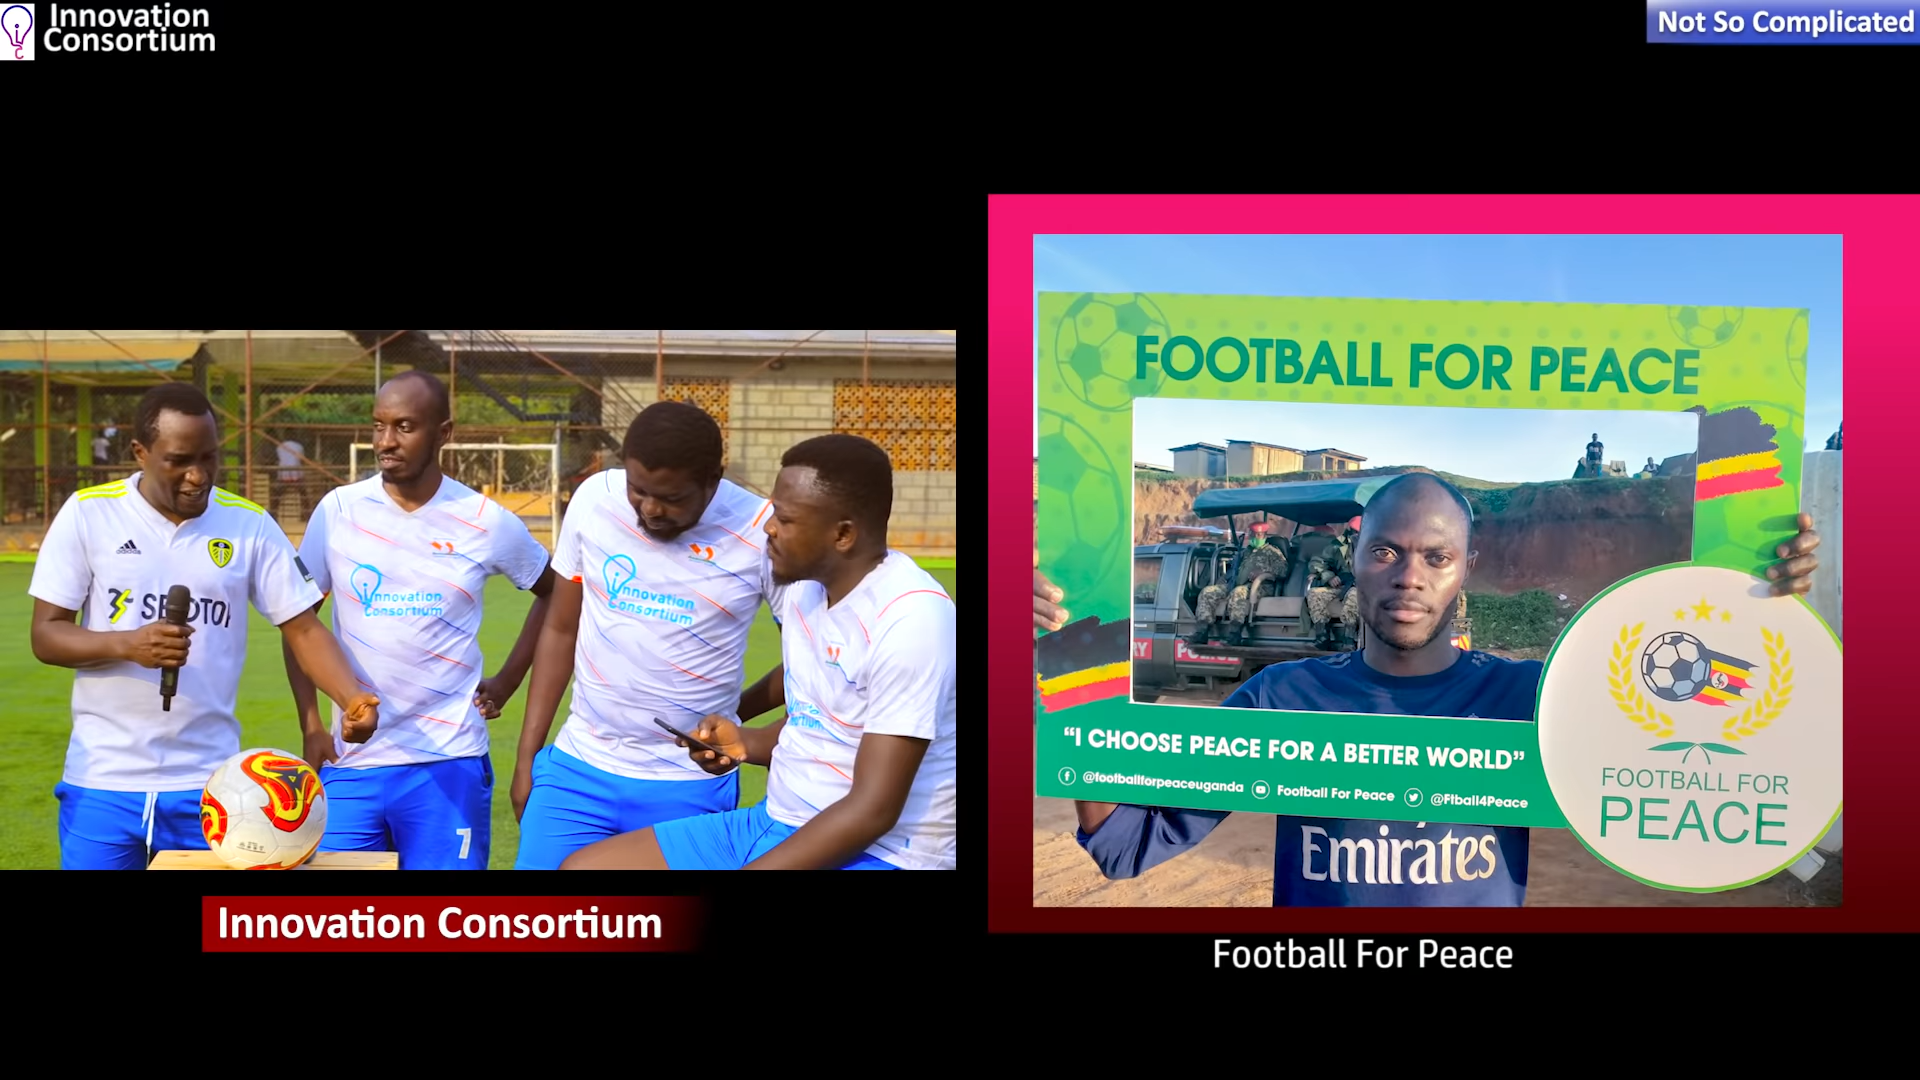 Innovation
Consortium
Not So Complicated
adidas
innovation
Consortium
innovation
Consortium
7
Innovation Consortium
FOOTBALL FOR PEACE
POLICE
"I CHOOSE PEACE FOR A BETTER WORLD"
@footballforpeaceuganda Football For Peace @Ftball4Peace
FOOTBALL FOR
PEACE
Emirates
Football For Peace